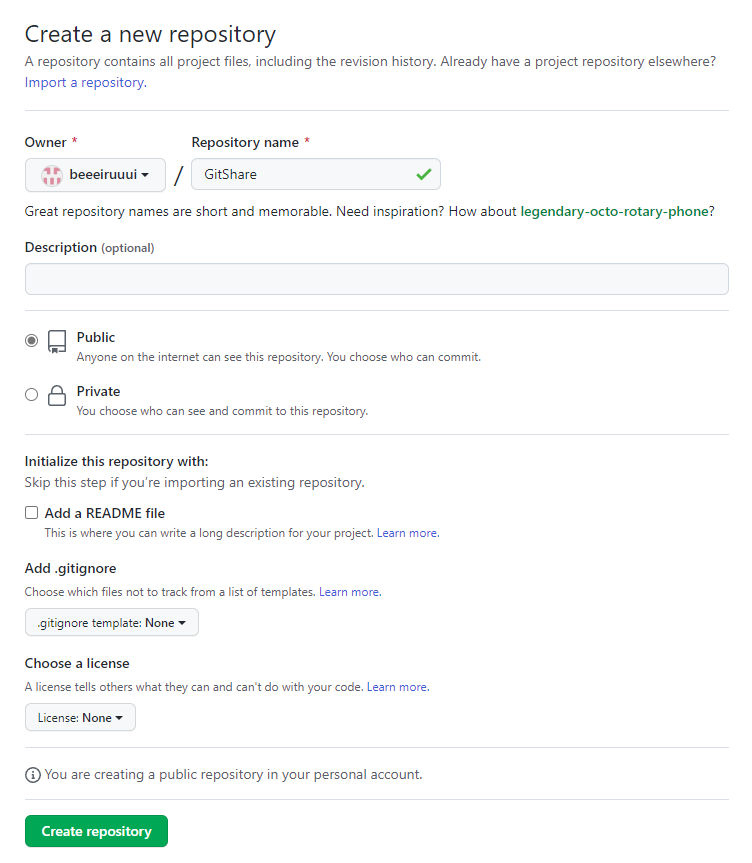 Create a new repository
A repository contains all project files, including the revision history. Already have a project repository elsewhere?
Import a repository.
Owner * Repository name *
beeeiruuui / GitShare
Great repository names are short and memorable. Need inspiration? How about legendary-octo-rotary-phone?
Description (optional)
Public
Anyone on the internet can see this repository. You choose who can commit.
Private
You choose who can see and commit to this repository.
Initialize this repository with:
Skip this step if you’re importing an existing repository.
Add a README file
This is where you can write a long description for your project. Learn more.
Add .gitignore
Choose which files not to track from a list of templates. Learn more.
.gitignore template: None
Choose a license
A license tells others what they can and can't do with your code. Learn more.
License: None
You are creating a public repository in your personal account.
Create repository